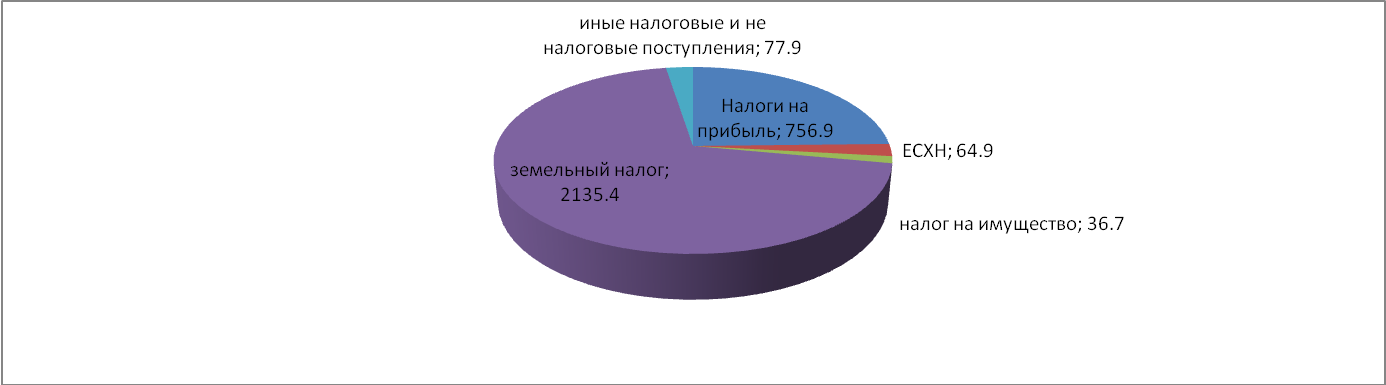 иные налоговые и не
налоговые поступления; 77.9
Налоги на
прибыль; 756.9
ЕСХН; 64.9
земельный налог;
2135.4
налог на имущество; 36.7